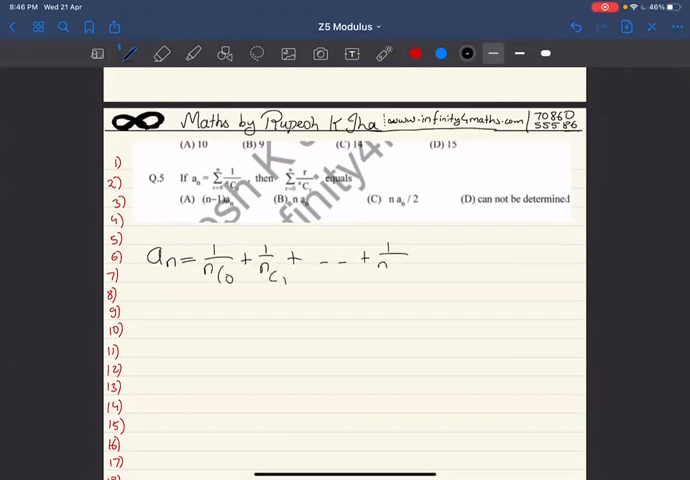 8:46 PM Wed 21 Apr
46%
Z5 Modulus
Maths by Rupesh K Jha www.infinity4maths.com 70860 55586
(A) 10 (B) 9 (C) 14 (D) 15
Q.5 If aₙ = Σ r=0 n 1/ⁿCᵣ, then Σ r=0 n r/ⁿCᵣ equals
(A) (n–1)aₙ (B) n aₙ (C) n aₙ / 2 (D) can not be determined
aₙ = 1/nC₀ + 1/nC₁ + - - + 1/n
1)
2)
3)
4)
5)
6)
7)
8)
9)
10)
11)
12)
13)
14)
15)
16)
17)